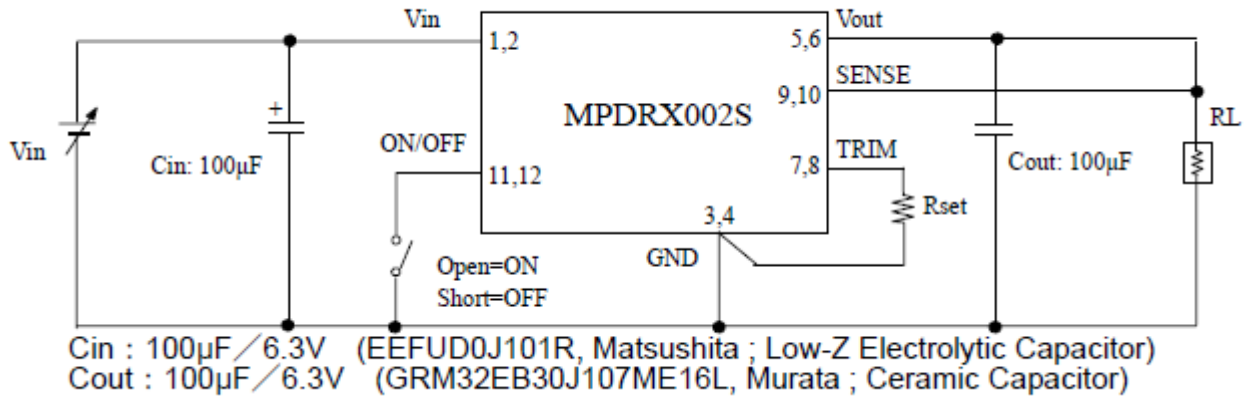 Vin
Vout
1,2
5,6
SENSE
9,10
MPDRX002S
RL
+
Vin
ON/OFF
TRIM
Cin: 100μF
Cout: 100μF
11,12
7,8
3,4
Rset
GND
Open=ON
Short=OFF
Cin : 100μF／6.3V (EEFUD0J101R, Matsushita ; Low-Z Electrolytic Capacitor)
Cout : 100μF／6.3V (GRM32EB30J107ME16L, Murata ; Ceramic Capacitor)